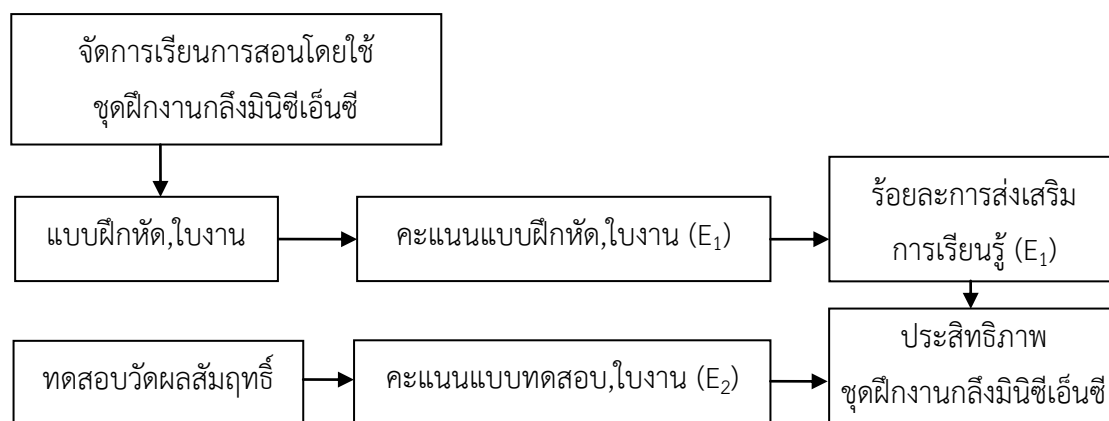 จัดการเรียนการสอนโดยใช้
ชุดฝึกงานกลึงมินิซีเอ็นซี
แบบฝึกหัด,ใบงาน
คะแนนแบบฝึกหัด,ใบงาน (E₁)
ร้อยละการส่งเสริม
การเรียนรู้ (E₁)
ทดสอบวัดผลสัมฤทธิ์
คะแนนแบบทดสอบ,ใบงาน (E₂)
ประสิทธิภาพ
ชุดฝึกงานกลึงมินิซีเอ็นซี